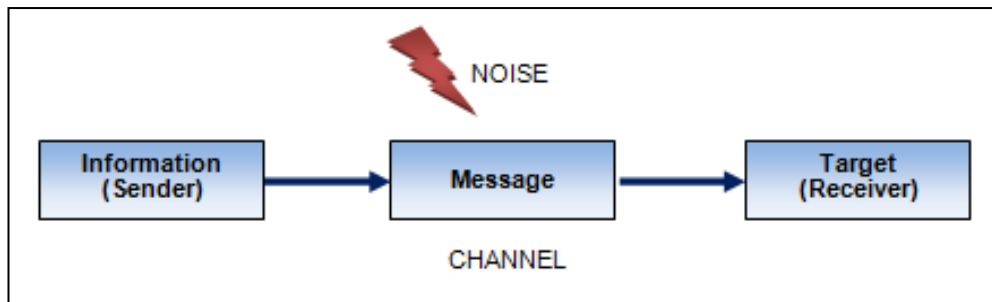 NOISE
Information
(Sender)
Message
Target
(Receiver)
CHANNEL